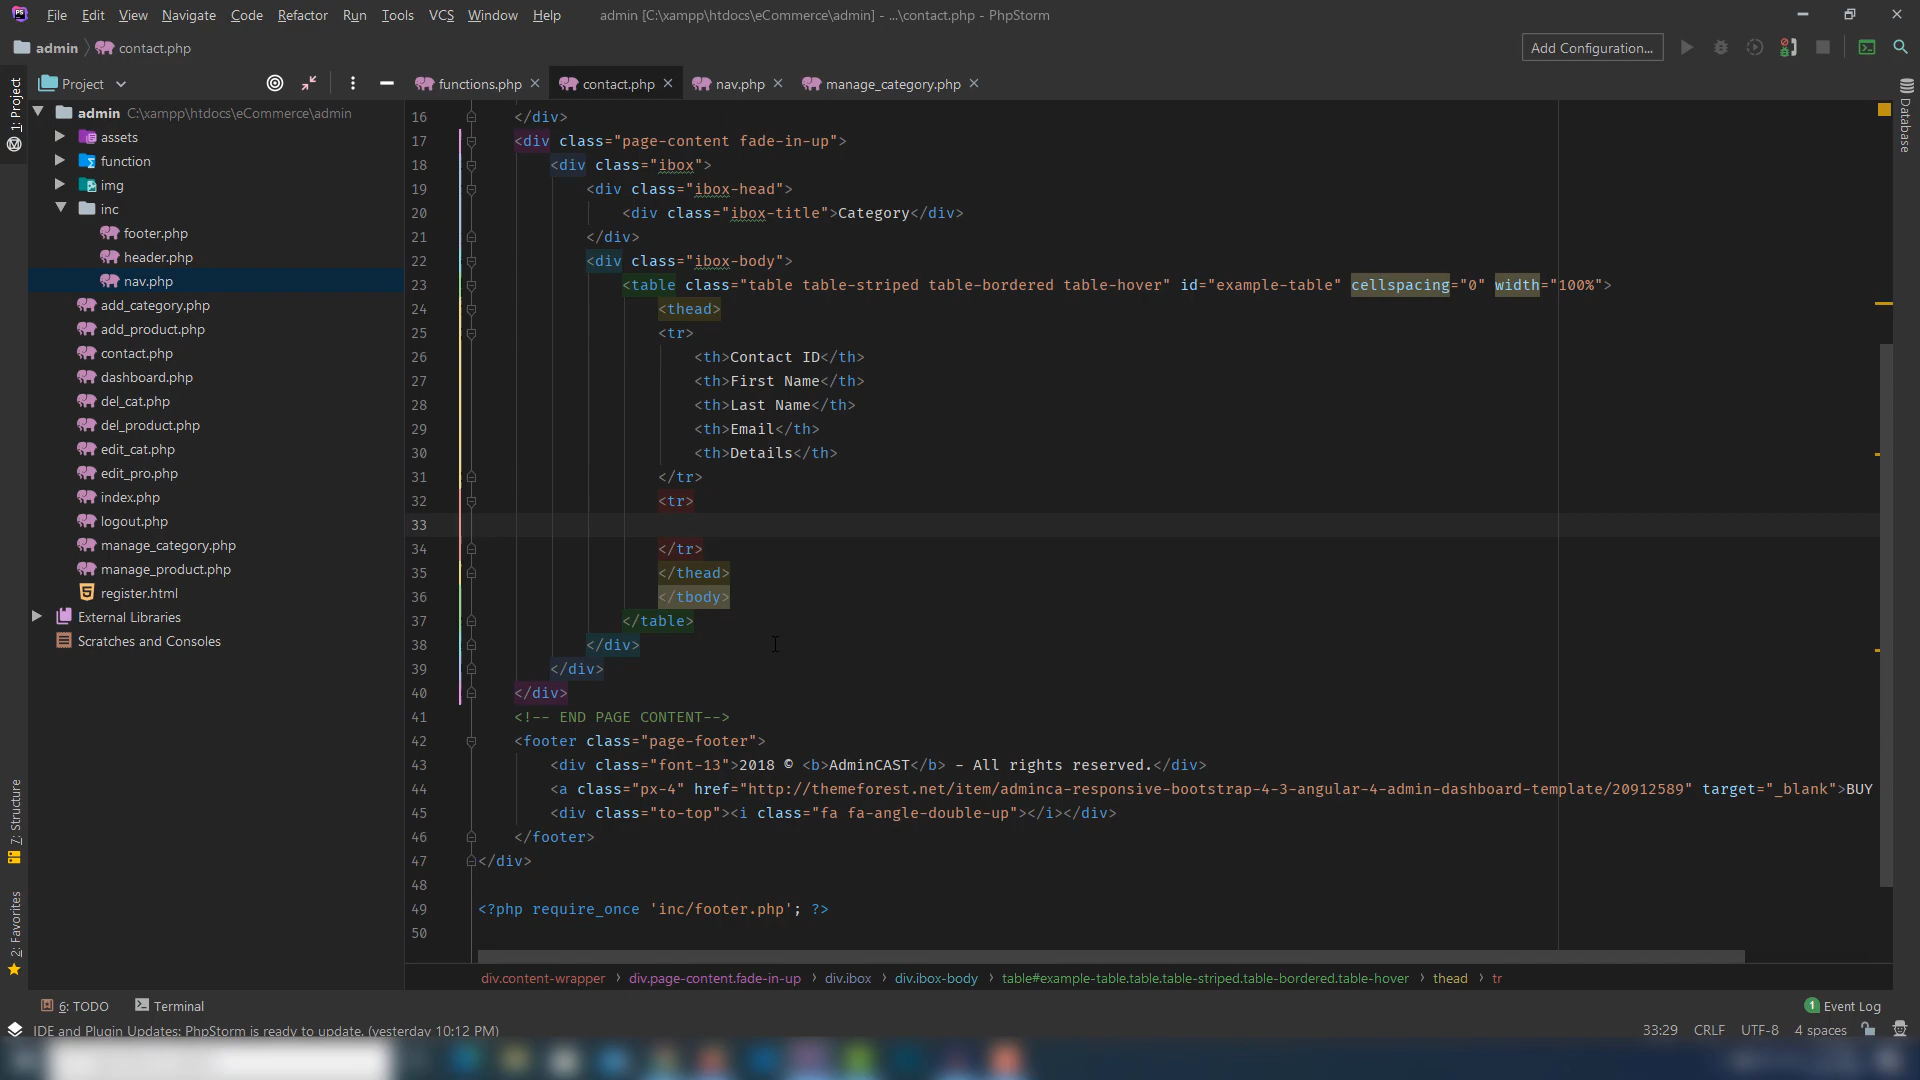 File Edit View Navigate Code Refactor Run Tools VCS Window Help admin [C:\xampp\htdocs\eCommerce\admin] - ...\contact.php - PhpStorm
admin contact.php Add Configuration...
Project functions.php contact.php nav.php manage_category.php
1: Project
admin C:\xampp\htdocs\eCommerce\admin
assets
function
img
inc
footer.php
header.php
nav.php
add_category.php
add_product.php
contact.php
dashboard.php
del_cat.php
del_product.php
edit_cat.php
edit_pro.php
index.php
logout.php
manage_category.php
manage_product.php
register.html
External Libraries
Scratches and Consoles
7: Structure
2: Favorites
16 </div>
17 <div class="page-content fade-in-up">
18 <div class="ibox">
19 <div class="ibox-head">
20 <div class="ibox-title">Category</div>
21 </div>
22 <div class="ibox-body">
23 <table class="table table-striped table-bordered table-hover" id="example-table" cellspacing="0" width="100%">
24 <thead>
25 <tr>
26 <th>Contact ID</th>
27 <th>First Name</th>
28 <th>Last Name</th>
29 <th>Email</th>
30 <th>Details</th>
31 </tr>
32 <tr>
33
34 </tr>
35 </thead>
36 </tbody>
37 </table>
38 </div>
39 </div>
40 </div>
41 <!-- END PAGE CONTENT-->
42 <footer class="page-footer">
43 <div class="font-13">2018 © <b>AdminCAST</b> - All rights reserved.</div>
44 <a class="px-4" href="http://themeforest.net/item/adminca-responsive-bootstrap-4-3-angular-4-admin-dashboard-template/20912589" target="_blank">BUY
45 <div class="to-top"><i class="fa fa-angle-double-up"></i></div>
46 </footer>
47 </div>
48
49 <?php require_once 'inc/footer.php'; ?>
50
Database
div.content-wrapper › div.page-content.fade-in-up › div.ibox › div.ibox-body › table#example-table.table.table-striped.table-bordered.table-hover › thead › tr
6: TODO Terminal 1 Event Log
IDE and Plugin Updates: PhpStorm is ready to update. (yesterday 10:12 PM) 33:29 CRLF UTF-8 4 spaces